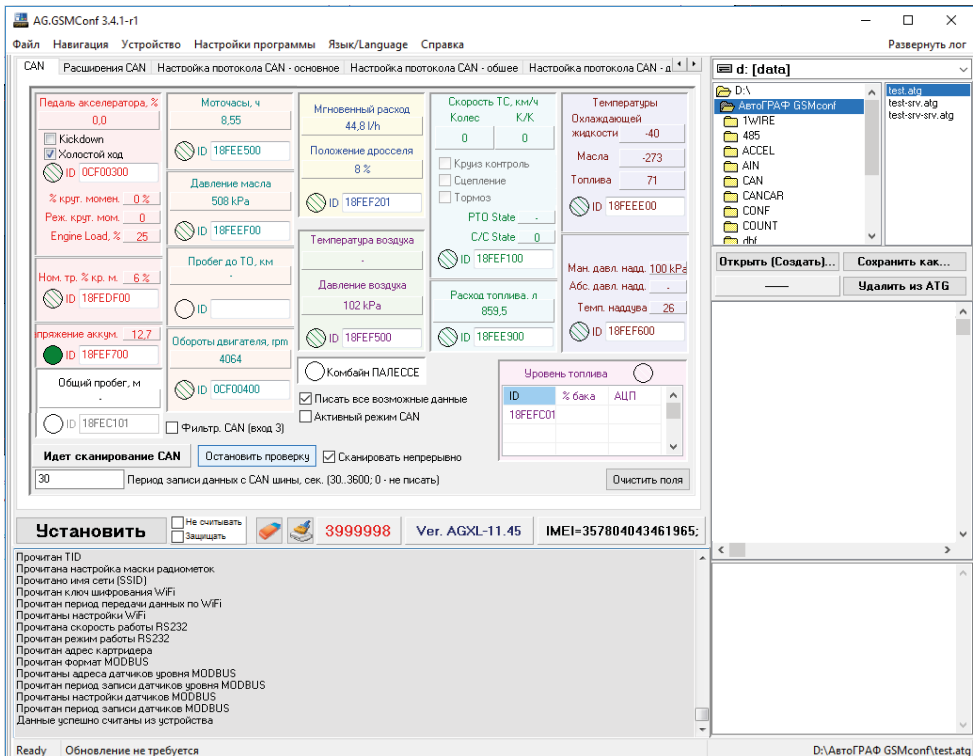 AG.GSMConf 3.4.1-r1
Файл Навигация Устройство Настройки программы Язык/Language Справка Развернуть лог
CAN Расширения CAN Настройка протокола CAN - основное Настройка протокола CAN - общее Настройка протокола CAN - д
Педаль акселератора, %
0,0
Kickdown
Холостой ход
ID 0CF00300
% крут. момен. 0 %
Реж. крут. мом. 0
Engine Load, % 25
Ном. тр. % кр. м. 6 %
ID 18FEDF00
пряжение аккум. 12,7
ID 18FEF700
Общий пробег, м
-
ID 18FEC101
Моточасы, ч
8,55
ID 18FEE500
Давление масла
508 kPa
ID 18FEEF00
Пробег до ТО, км
-
ID
Обороты двигателя, rpm
4064
ID 0CF00400
Фильтр. CAN (вход 3)
Мгновенный расход
44,8 l/h
Положение дросселя
8 %
ID 18FEF201
Температура воздуха
-
Давление воздуха
102 kPa
ID 18FEF500
Комбайн ПАЛЕССЕ
Писать все возможные данные
Активный режим CAN
Скорость ТС, км/ч
Колес К/К
0 0
Круиз контроль
Сцепление
Тормоз
PTO State -
C/C State 0
ID 18FEF100
Расход топлива. л
859,5
ID 18FEE900
Температуры
Охлаждающей
жидкости -40
Масла -273
Топлива 71
ID 18FEEE00
Ман. давл. надд. 100 kPa
Абс. давл. надд. -
Темп. наддува 26
ID 18FEF600
Уровень топлива
ID % бака АЦП
18FEFC01
Идет сканирование CAN Остановить проверку Сканировать непрерывно
30 Период записи данных с CAN шины, сек. (30..3600; 0 - не писать) Очистить поля
Установить
Не считывать
Защищать
3999998 Ver. AGXL-11.45 IMEI=357804043461965;
Прочитан TID
Прочитана настройка маски радиометок
Прочитано имя сети (SSID)
Прочитан ключ шифрования WiFi
Прочитан период передачи данных по WiFi
Прочитаны настройки WiFi
Прочитана скорость работы RS232
Прочитан режим работы RS232
Прочитан адрес картридера
Прочитан формат MODBUS
Прочитаны адреса датчиков уровня MODBUS
Прочитан период записи датчиков уровня MODBUS
Прочитаны настройки датчиков MODBUS
Прочитан период записи датчиков MODBUS
Данные успешно считаны из устройства
d: [data]
D:\
АвтоГРАФ GSMconf
1WIRE
485
ACCEL
AIN
CAN
CANCAR
CONF
COUNT
dbf
test.atg
test-srv.atg
test-srv-srv.atg
Открыть (Создать)... Сохранить как...
Удалить из ATG
Ready Обновление не требуется D:\АвтоГРАФ GSMconf\test.atg